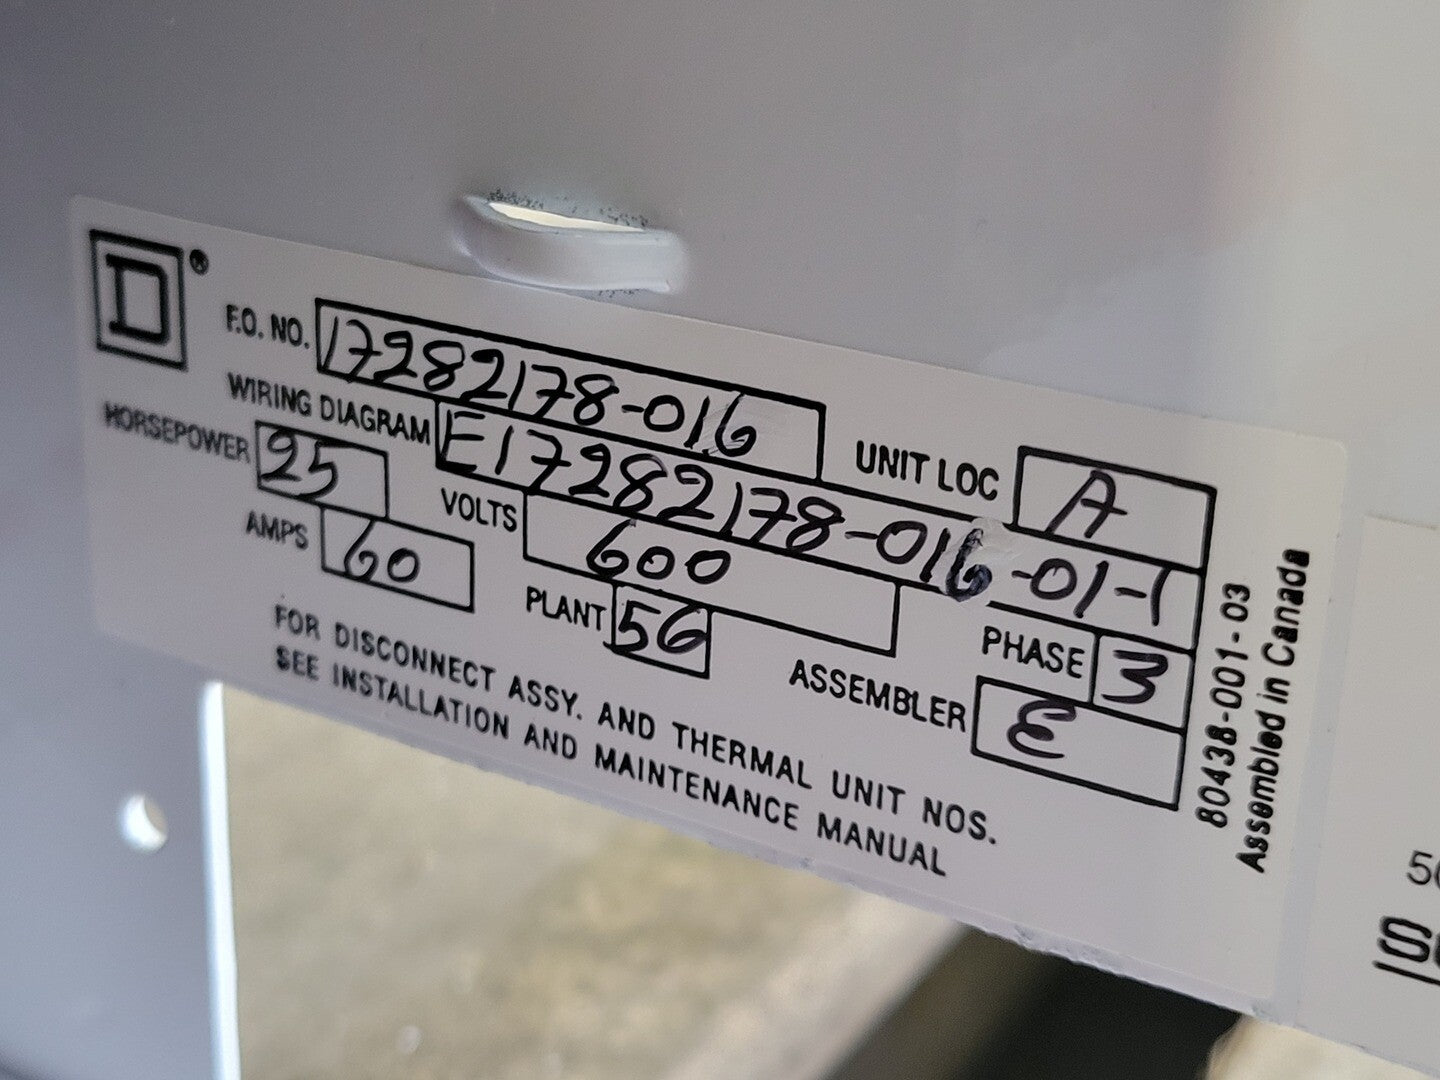 D®
F.O. NO. 17282178-016
WIRING DIAGRAM E17282178-016-01-1
UNIT LOC A
HORSEPOWER 25
VOLTS 600
PHASE 3
AMPS 60
PLANT 56
ASSEMBLER E
FOR DISCONNECT ASSY. AND THERMAL UNIT NOS.
SEE INSTALLATION AND MAINTENANCE MANUAL
80438-001-03
Assembled in Canada